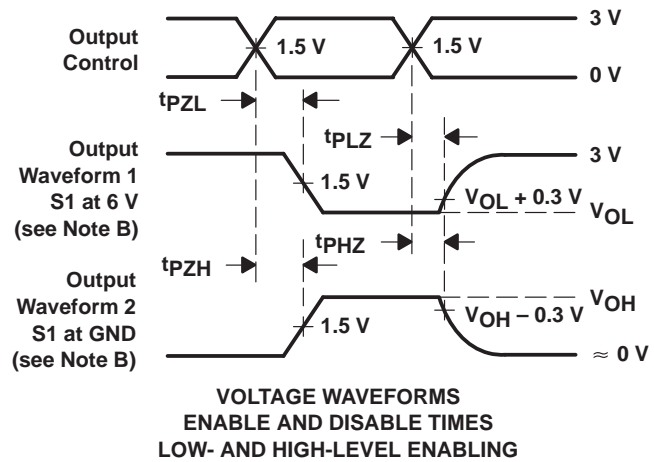 3 V
Output
Control
1.5 V
1.5 V
0 V
tPZL
tPLZ
Output
Waveform 1
S1 at 6 V
(see Note B)
3 V
1.5 V
VOL + 0.3 V
VOL
tPZH
tPHZ
Output
Waveform 2
S1 at GND
(see Note B)
VOH
VOH – 0.3 V
1.5 V
≈ 0 V
VOLTAGE WAVEFORMS
ENABLE AND DISABLE TIMES
LOW- AND HIGH-LEVEL ENABLING